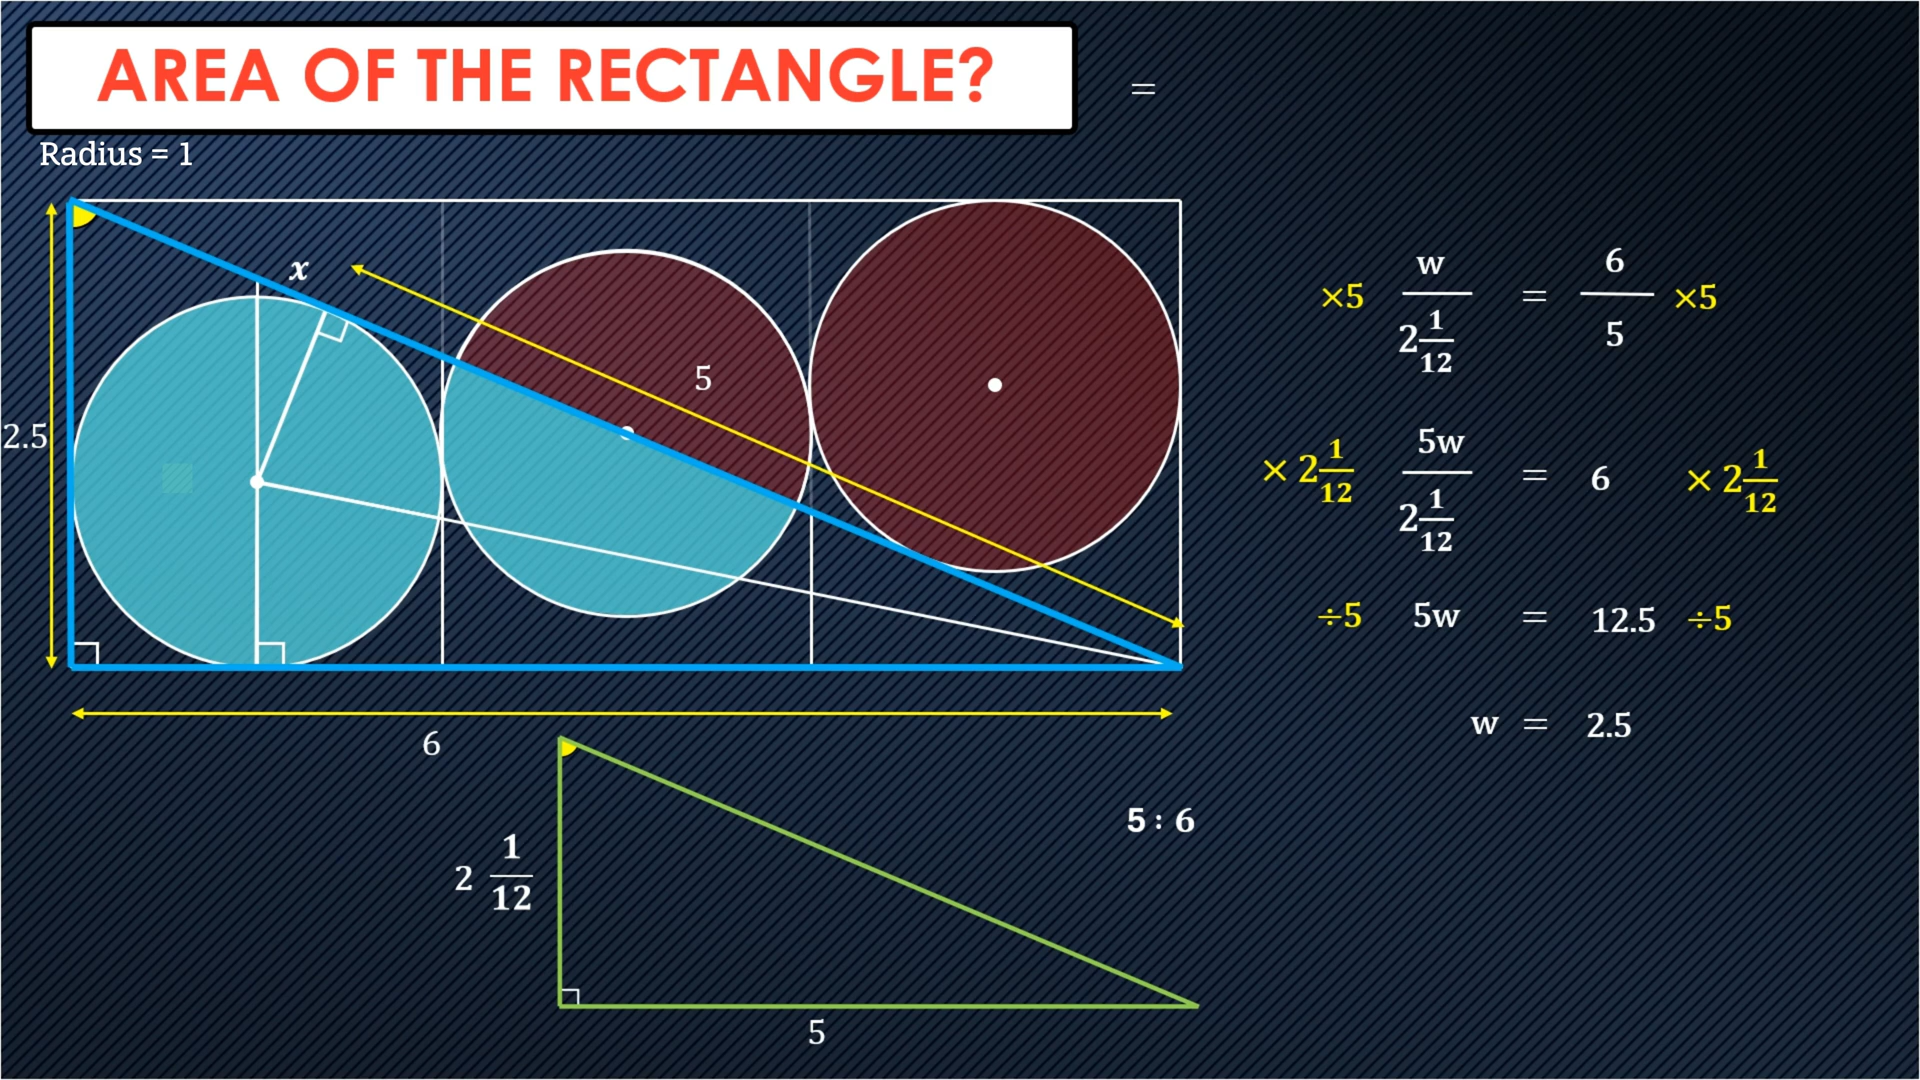 AREA OF THE RECTANGLE?
=
Radius = 1
x
5
2.5
6
2 1/12
5
5 : 6
×5 w / 2 1/12 = 6/5 ×5
× 2 1/12 5w / 2 1/12 = 6 × 2 1/12
÷5 5w = 12.5 ÷5
w = 2.5